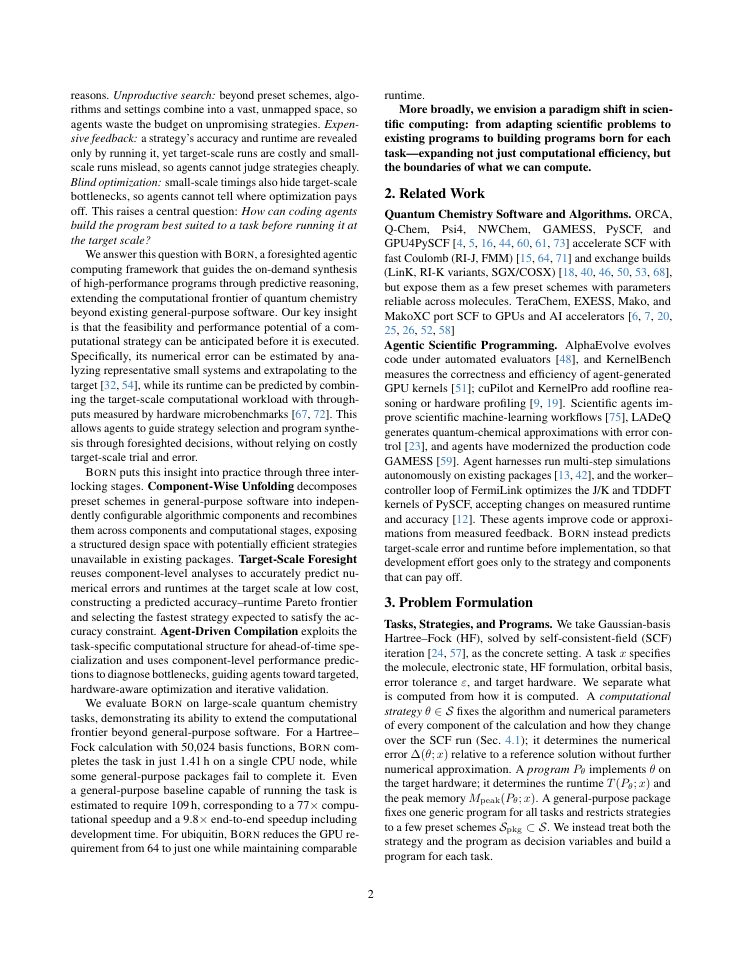 reasons. Unproductive search: beyond preset schemes, algo-
rithms and settings combine into a vast, unmapped space, so
agents waste the budget on unpromising strategies. Expen-
sive feedback: a strategy's accuracy and runtime are revealed
only by running it, yet target-scale runs are costly and small-
scale runs mislead, so agents cannot judge strategies cheaply.
Blind optimization: small-scale timings also hide target-scale
bottlenecks, so agents cannot tell where optimization pays
off. This raises a central question: How can coding agents
build the program best suited to a task before running it at
the target scale?
We answer this question with BORN, a foresighted agentic
computing framework that guides the on-demand synthesis
of high-performance programs through predictive reasoning,
extending the computational frontier of quantum chemistry
beyond existing general-purpose software. Our key insight
is that the feasibility and performance potential of a com-
putational strategy can be anticipated before it is executed.
Specifically, its numerical error can be estimated by ana-
lyzing representative small systems and extrapolating to the
target [32, 54], while its runtime can be predicted by combin-
ing the target-scale computational workload with through-
puts measured by hardware microbenchmarks [67, 72]. This
allows agents to guide strategy selection and program synthe-
sis through foresighted decisions, without relying on costly
target-scale trial and error.
BORN puts this insight into practice through three inter-
locking stages. Component-Wise Unfolding decomposes
preset schemes in general-purpose software into indepen-
dently configurable algorithmic components and recombines
them across components and computational stages, exposing
a structured design space with potentially efficient strategies
unavailable in existing packages. Target-Scale Foresight
reuses component-level analyses to accurately predict nu-
merical errors and runtimes at the target scale at low cost,
constructing a predicted accuracy–runtime Pareto frontier
and selecting the fastest strategy expected to satisfy the ac-
curacy constraint. Agent-Driven Compilation exploits the
task-specific computational structure for ahead-of-time spe-
cialization and uses component-level performance predic-
tions to diagnose bottlenecks, guiding agents toward targeted,
hardware-aware optimization and iterative validation.
We evaluate BORN on large-scale quantum chemistry
tasks, demonstrating its ability to extend the computational
frontier beyond general-purpose software. For a Hartree–
Fock calculation with 50,024 basis functions, BORN com-
pletes the task in just 1.41 h on a single CPU node, while
some general-purpose packages fail to complete it. Even
a general-purpose baseline capable of running the task is
estimated to require 109 h, corresponding to a 77× compu-
tational speedup and a 9.8× end-to-end speedup including
development time. For ubiquitin, BORN reduces the GPU re-
quirement from 64 to just one while maintaining comparable
runtime.
More broadly, we envision a paradigm shift in scien-
tific computing: from adapting scientific problems to
existing programs to building programs born for each
task—expanding not just computational efficiency, but
the boundaries of what we can compute.
2. Related Work
Quantum Chemistry Software and Algorithms. ORCA,
Q-Chem, Psi4, NWChem, GAMESS, PySCF, and
GPU4PySCF [4, 5, 16, 44, 60, 61, 73] accelerate SCF with
fast Coulomb (RI-J, FMM) [15, 64, 71] and exchange builds
(LinK, RI-K variants, SGX/COSX) [18, 40, 46, 50, 53, 68],
but expose them as a few preset schemes with parameters
reliable across molecules. TeraChem, EXESS, Mako, and
MakoXC port SCF to GPUs and AI accelerators [6, 7, 20,
25, 26, 52, 58]
Agentic Scientific Programming. AlphaEvolve evolves
code under automated evaluators [48], and KernelBench
measures the correctness and efficiency of agent-generated
GPU kernels [51]; cuPilot and KernelPro add roofline rea-
soning or hardware profiling [9, 19]. Scientific agents im-
prove scientific machine-learning workflows [75], LADeQ
generates quantum-chemical approximations with error con-
trol [23], and agents have modernized the production code
GAMESS [59]. Agent harnesses run multi-step simulations
autonomously on existing packages [13, 42], and the worker–
controller loop of FermiLink optimizes the J/K and TDDFT
kernels of PySCF, accepting changes on measured runtime
and accuracy [12]. These agents improve code or approxi-
mations from measured feedback. BORN instead predicts
target-scale error and runtime before implementation, so that
development effort goes only to the strategy and components
that can pay off.
3. Problem Formulation
Tasks, Strategies, and Programs. We take Gaussian-basis
Hartree–Fock (HF), solved by self-consistent-field (SCF)
iteration [24, 57], as the concrete setting. A task x specifies
the molecule, electronic state, HF formulation, orbital basis,
error tolerance ε, and target hardware. We separate what
is computed from how it is computed. A computational
strategy θ ∈ S fixes the algorithm and numerical parameters
of every component of the calculation and how they change
over the SCF run (Sec. 4.1); it determines the numerical
error Δ(θ; x) relative to a reference solution without further
numerical approximation. A program Pθ implements θ on
the target hardware; it determines the runtime T(Pθ; x) and
the peak memory Mpeak(Pθ; x). A general-purpose package
fixes one generic program for all tasks and restricts strategies
to a few preset schemes Spkg ⊂ S. We instead treat both the
strategy and the program as decision variables and build a
program for each task.
2